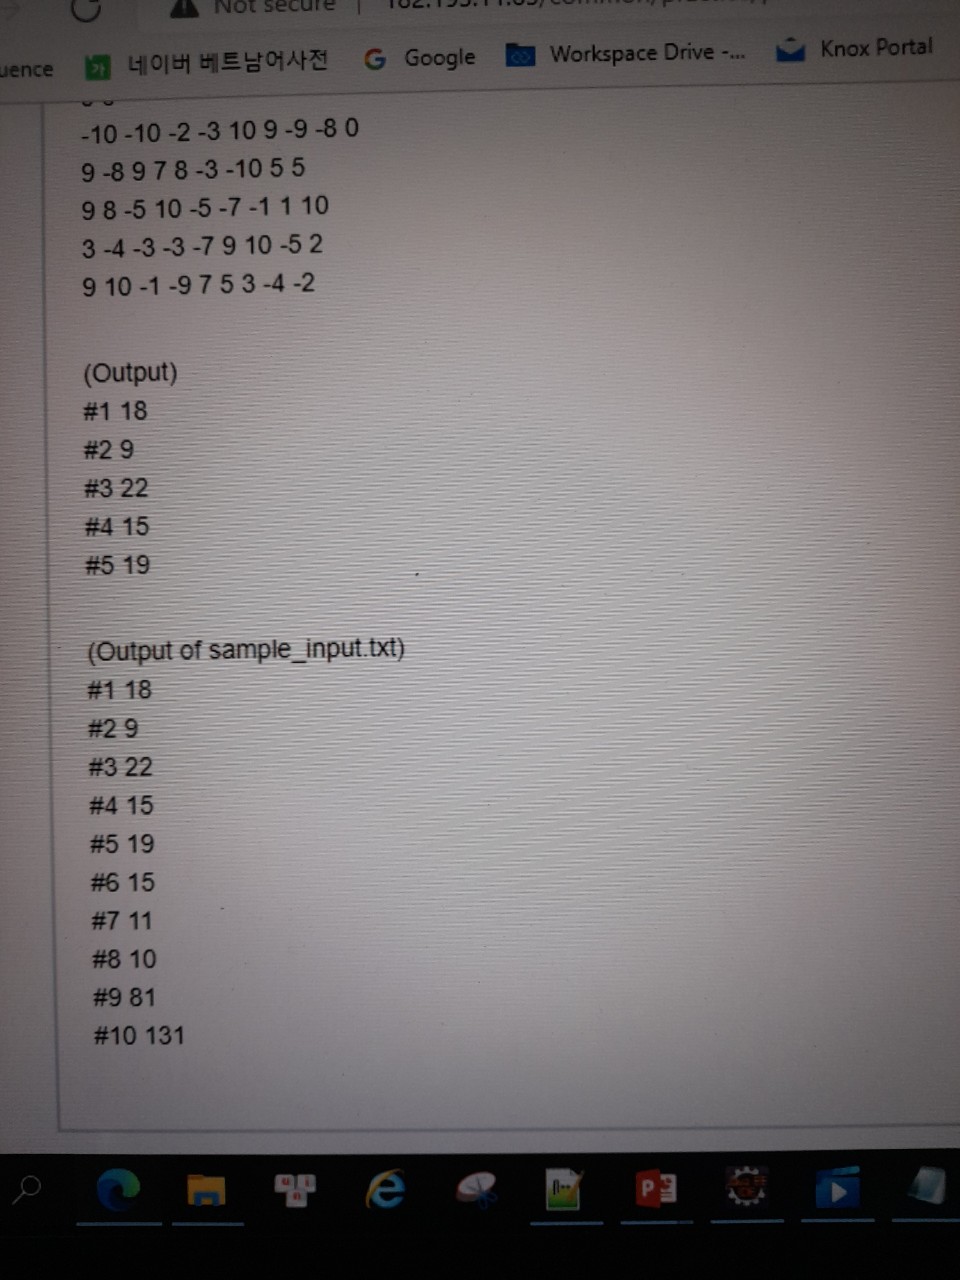 Not secure
uence 네이버 베트남어사전 Google Workspace Drive -... Knox Portal
-10 -10 -2 -3 10 9 -9 -8 0
9 -8 9 7 8 -3 -10 5 5
9 8 -5 10 -5 -7 -1 1 10
3 -4 -3 -3 -7 9 10 -5 2
9 10 -1 -9 7 5 3 -4 -2
(Output)
#1 18
#2 9
#3 22
#4 15
#5 19
(Output of sample_input.txt)
#1 18
#2 9
#3 22
#4 15
#5 19
#6 15
#7 11
#8 10
#9 81
#10 131